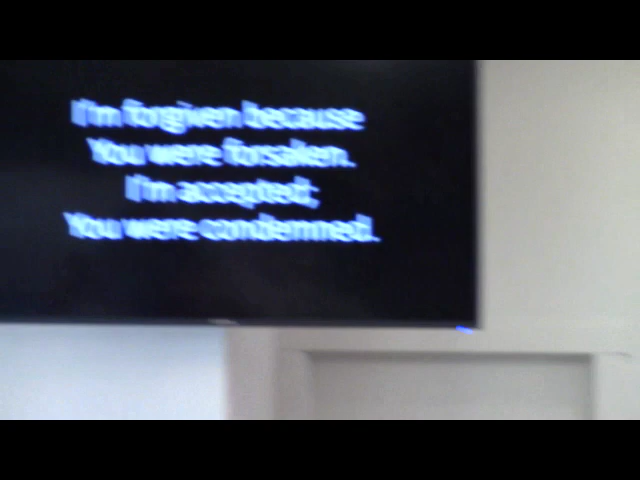 I'm forgiven because
You were forsaken.
I'm accepted;
You were condemned.